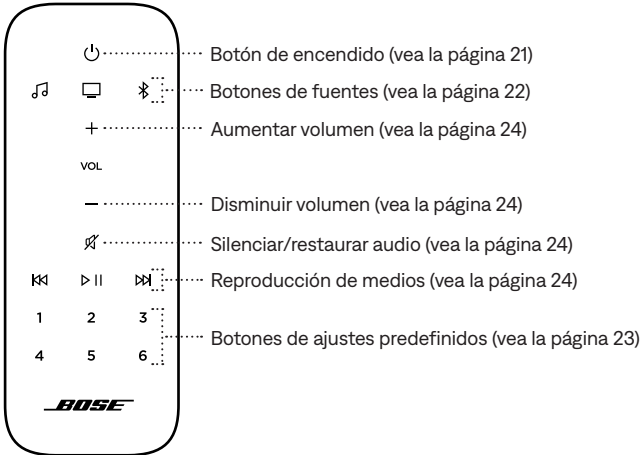 Botón de encendido (vea la página 21)
Botones de fuentes (vea la página 22)
Aumentar volumen (vea la página 24)
VOL
Disminuir volumen (vea la página 24)
Silenciar/restaurar audio (vea la página 24)
Reproducción de medios (vea la página 24)
1 2 3
Botones de ajustes predefinidos (vea la página 23)
4 5 6
BOSE